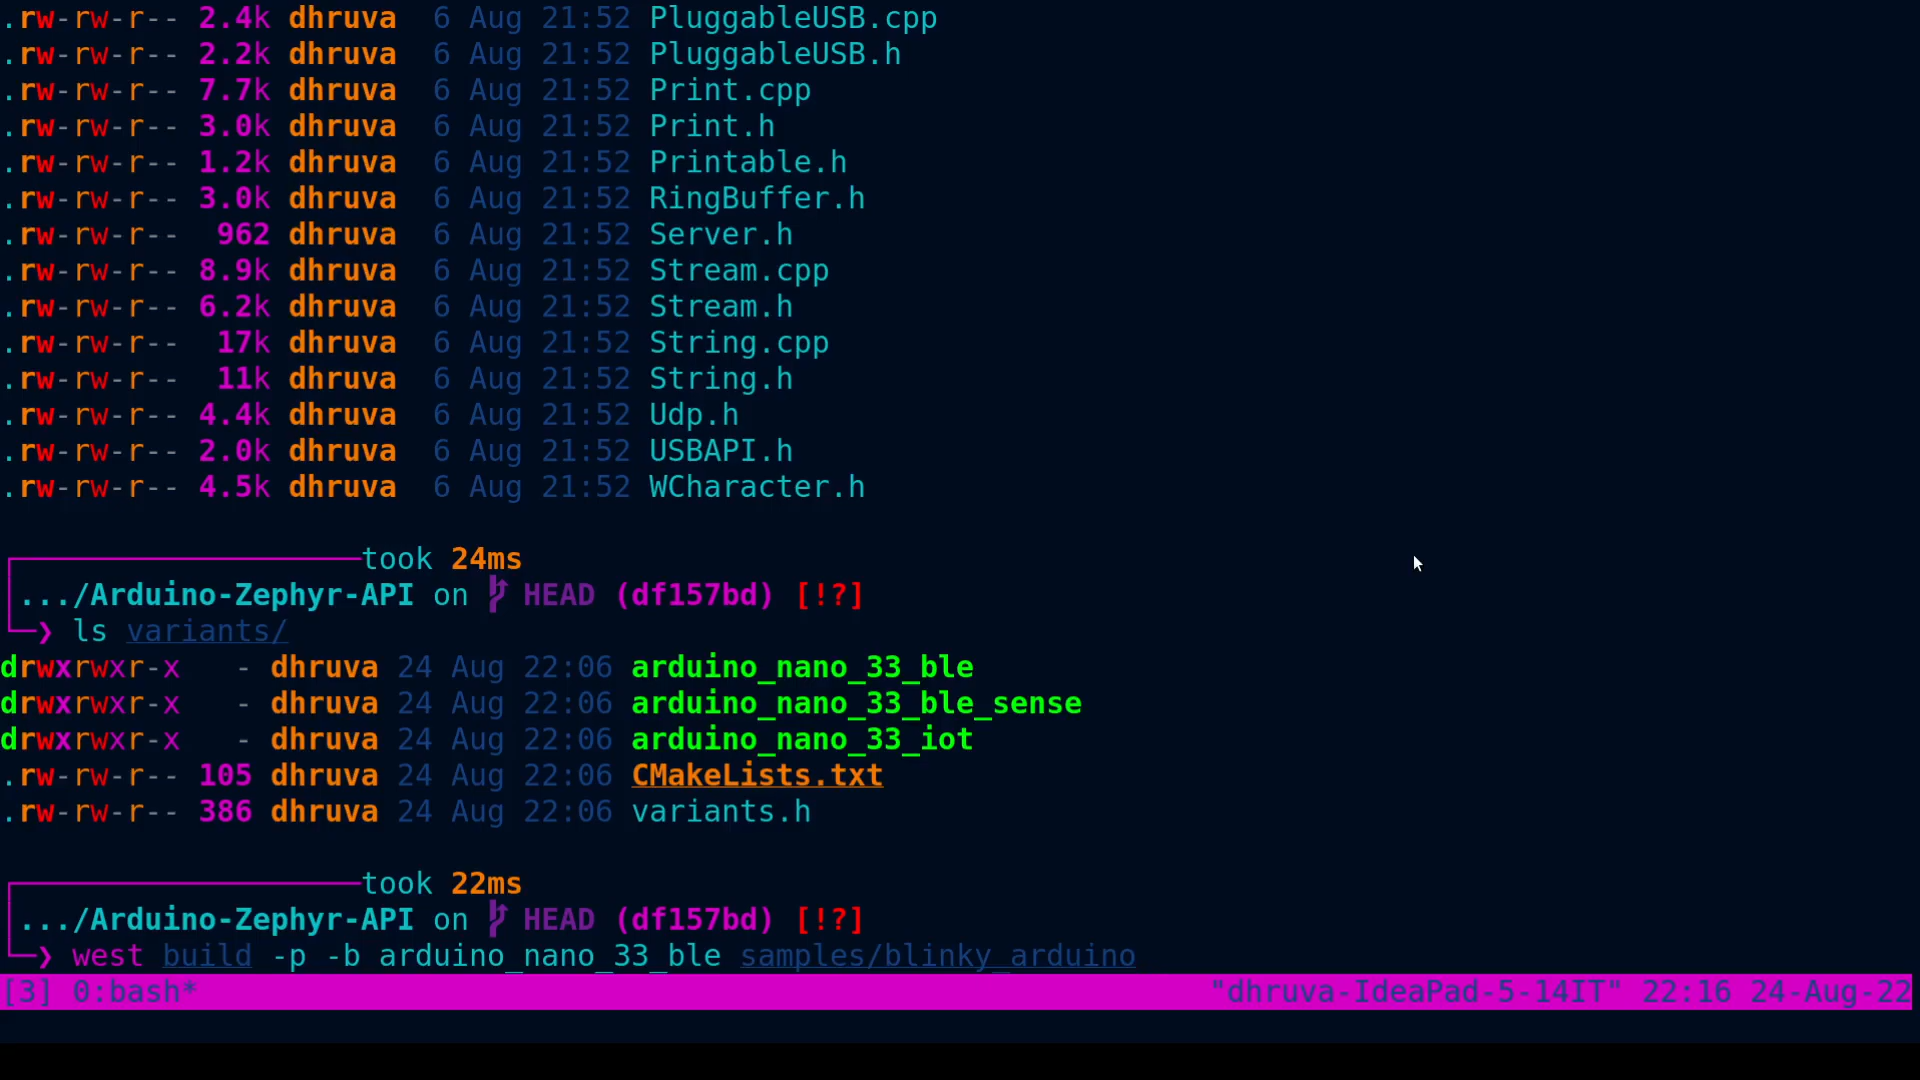 .rw-rw-r-- 2.4k dhruva  6 Aug 21:52 PluggableUSB.cpp
.rw-rw-r-- 2.2k dhruva  6 Aug 21:52 PluggableUSB.h
.rw-rw-r-- 7.7k dhruva  6 Aug 21:52 Print.cpp
.rw-rw-r-- 3.0k dhruva  6 Aug 21:52 Print.h
.rw-rw-r-- 1.2k dhruva  6 Aug 21:52 Printable.h
.rw-rw-r-- 3.0k dhruva  6 Aug 21:52 RingBuffer.h
.rw-rw-r--  962 dhruva  6 Aug 21:52 Server.h
.rw-rw-r-- 8.9k dhruva  6 Aug 21:52 Stream.cpp
.rw-rw-r-- 6.2k dhruva  6 Aug 21:52 Stream.h
.rw-rw-r--  17k dhruva  6 Aug 21:52 String.cpp
.rw-rw-r--  11k dhruva  6 Aug 21:52 String.h
.rw-rw-r-- 4.4k dhruva  6 Aug 21:52 Udp.h
.rw-rw-r-- 2.0k dhruva  6 Aug 21:52 USBAPI.h
.rw-rw-r-- 4.5k dhruva  6 Aug 21:52 WCharacter.h
took 24ms
.../Arduino-Zephyr-API on HEAD (df157bd) [!?]
❯ ls variants/
drwxrwxr-x   - dhruva 24 Aug 22:06 arduino_nano_33_ble
drwxrwxr-x   - dhruva 24 Aug 22:06 arduino_nano_33_ble_sense
drwxrwxr-x   - dhruva 24 Aug 22:06 arduino_nano_33_iot
.rw-rw-r-- 105 dhruva 24 Aug 22:06 CMakeLists.txt
.rw-rw-r-- 386 dhruva 24 Aug 22:06 variants.h
took 22ms
.../Arduino-Zephyr-API on HEAD (df157bd) [!?]
❯ west build -p -b arduino_nano_33_ble samples/blinky_arduino
[3] 0:bash* "dhruva-IdeaPad-5-14IT" 22:16 24-Aug-22